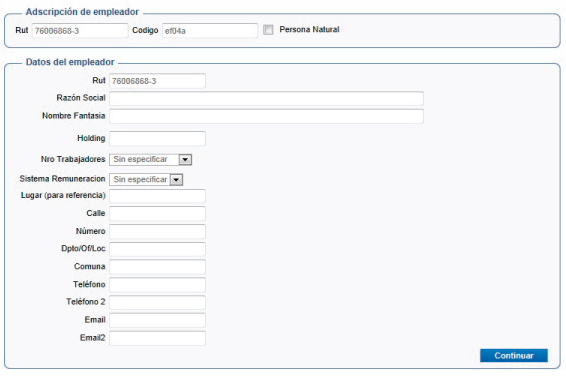 Adscripción de empleador
Rut 76006868-3 Codigo ef04a Persona Natural
Datos del empleador
Rut 76006868-3
Razón Social
Nombre Fantasia
Holding
Nro Trabajadores Sin especificar
Sistema Remuneracion Sin especificar
Lugar (para referencia)
Calle
Número
Dpto/Of/Loc
Comuna
Teléfono
Teléfono 2
Email
Email2
Continuar